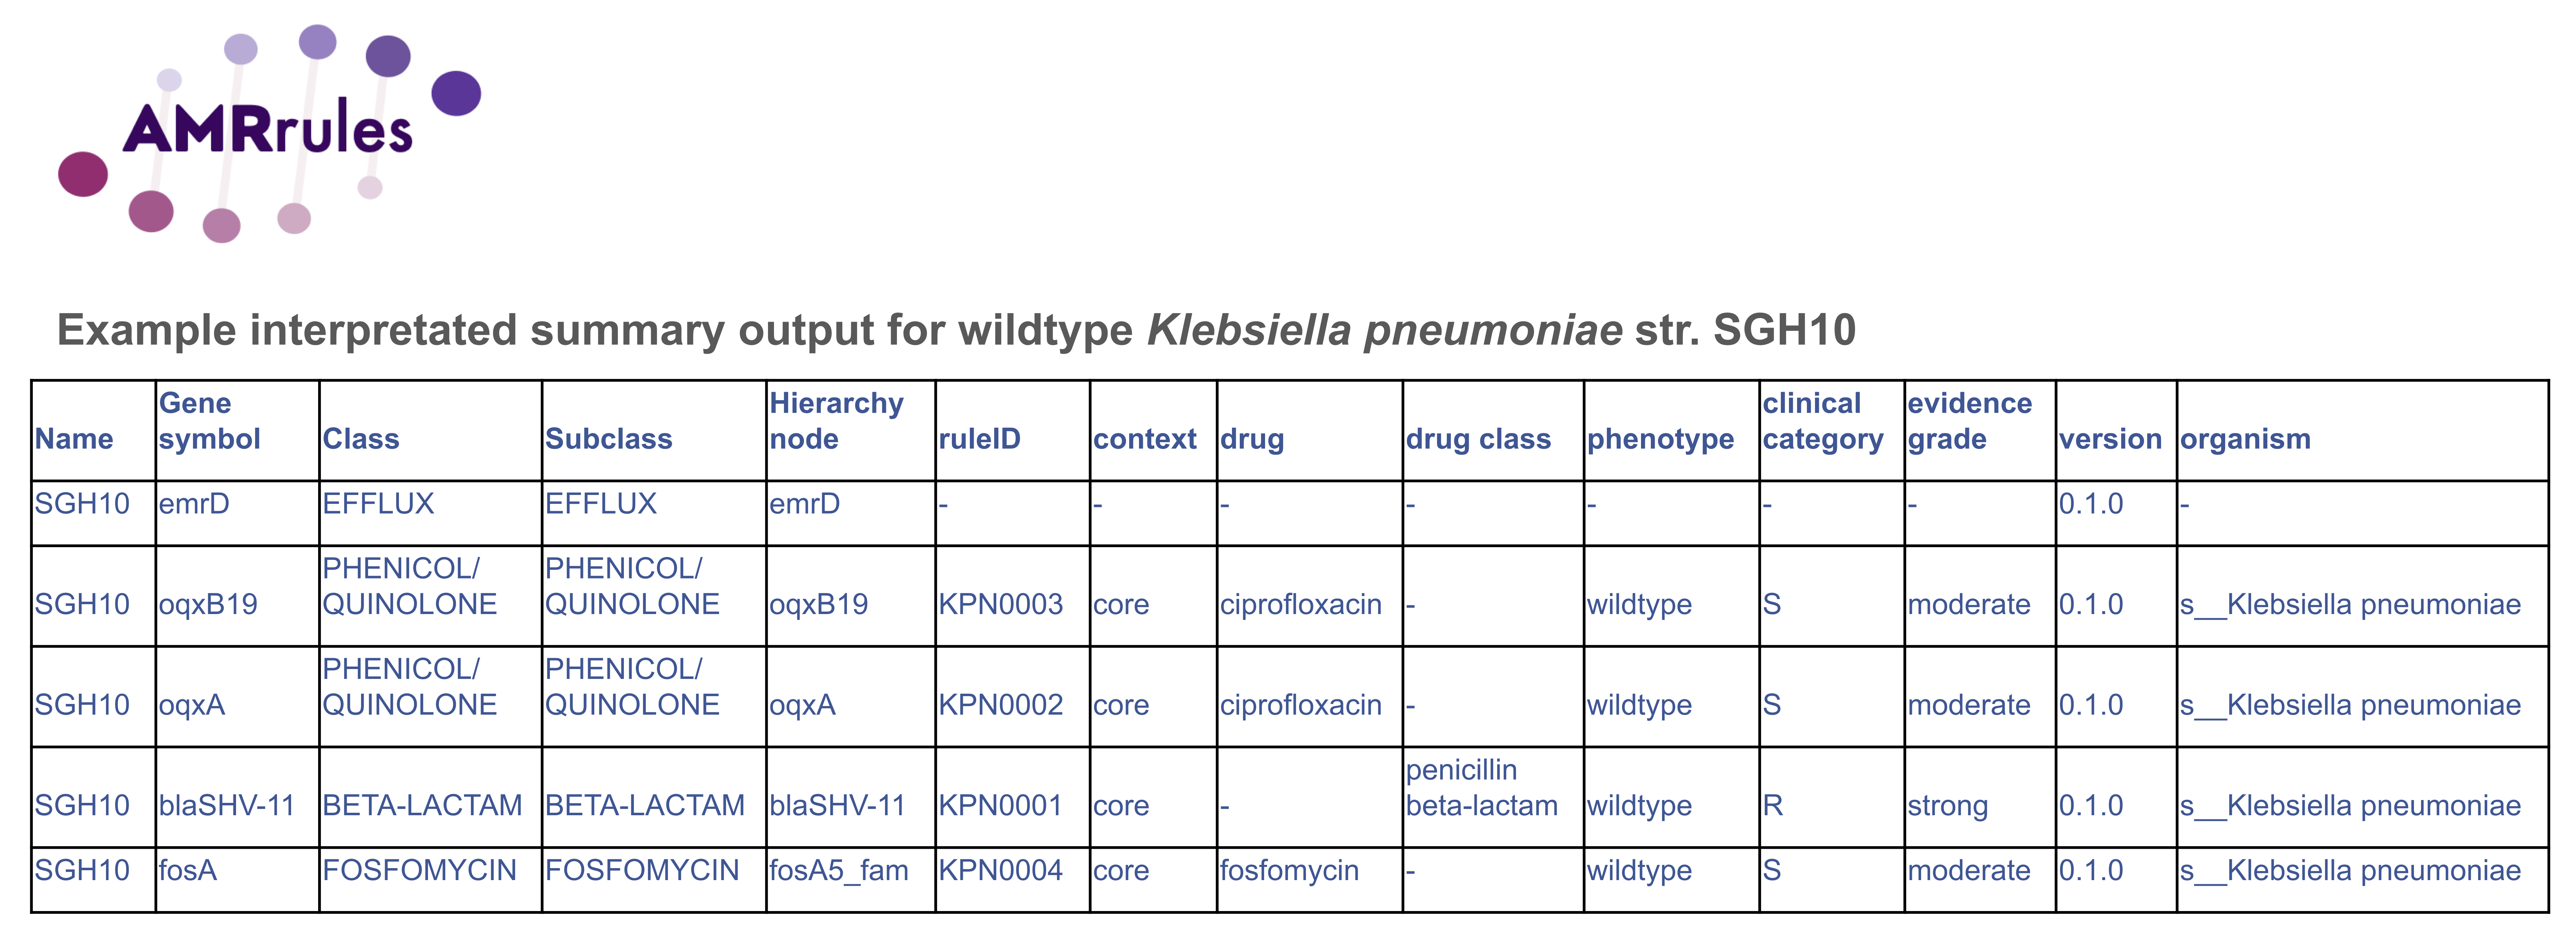 AMRrules
Example interpretated summary output for wildtype Klebsiella pneumoniae str. SGH10
Name Gene symbol Class Subclass Hierarchy node ruleID context drug drug class phenotype clinical category evidence grade version organism
SGH10 emrD EFFLUX EFFLUX emrD - - - - - - - 0.1.0 -
SGH10 oqxB19 PHENICOL/QUINOLONE PHENICOL/QUINOLONE oqxB19 KPN0003 core ciprofloxacin - wildtype S moderate 0.1.0 s__Klebsiella pneumoniae
SGH10 oqxA PHENICOL/QUINOLONE PHENICOL/QUINOLONE oqxA KPN0002 core ciprofloxacin - wildtype S moderate 0.1.0 s__Klebsiella pneumoniae
SGH10 blaSHV-11 BETA-LACTAM BETA-LACTAM blaSHV-11 KPN0001 core - penicillin beta-lactam wildtype R strong 0.1.0 s__Klebsiella pneumoniae
SGH10 fosA FOSFOMYCIN FOSFOMYCIN fosA5_fam KPN0004 core fosfomycin - wildtype S moderate 0.1.0 s__Klebsiella pneumoniae